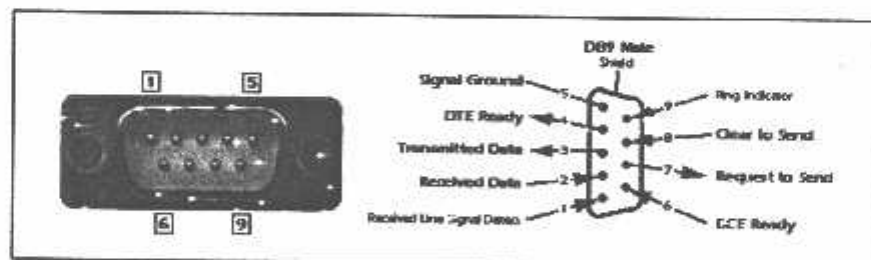 1 5
6 9
DB9 Male
Shield
Signal Ground 5
DTE Ready 4
Transmitted Data 3
Received Data 2
Received Line Signal 1
9 Ring Indicator
8 Clear to Send
7 Request to Send
6 DCE Ready